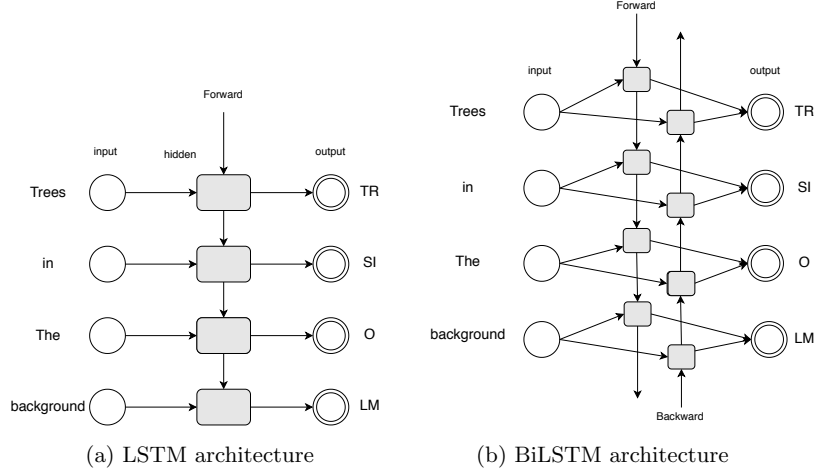 Forward
input hidden output
Trees TR
in SI
The O
background LM
(a) LSTM architecture
Forward
input output
Trees TR
in SI
The O
background LM
Backward
(b) BiLSTM architecture